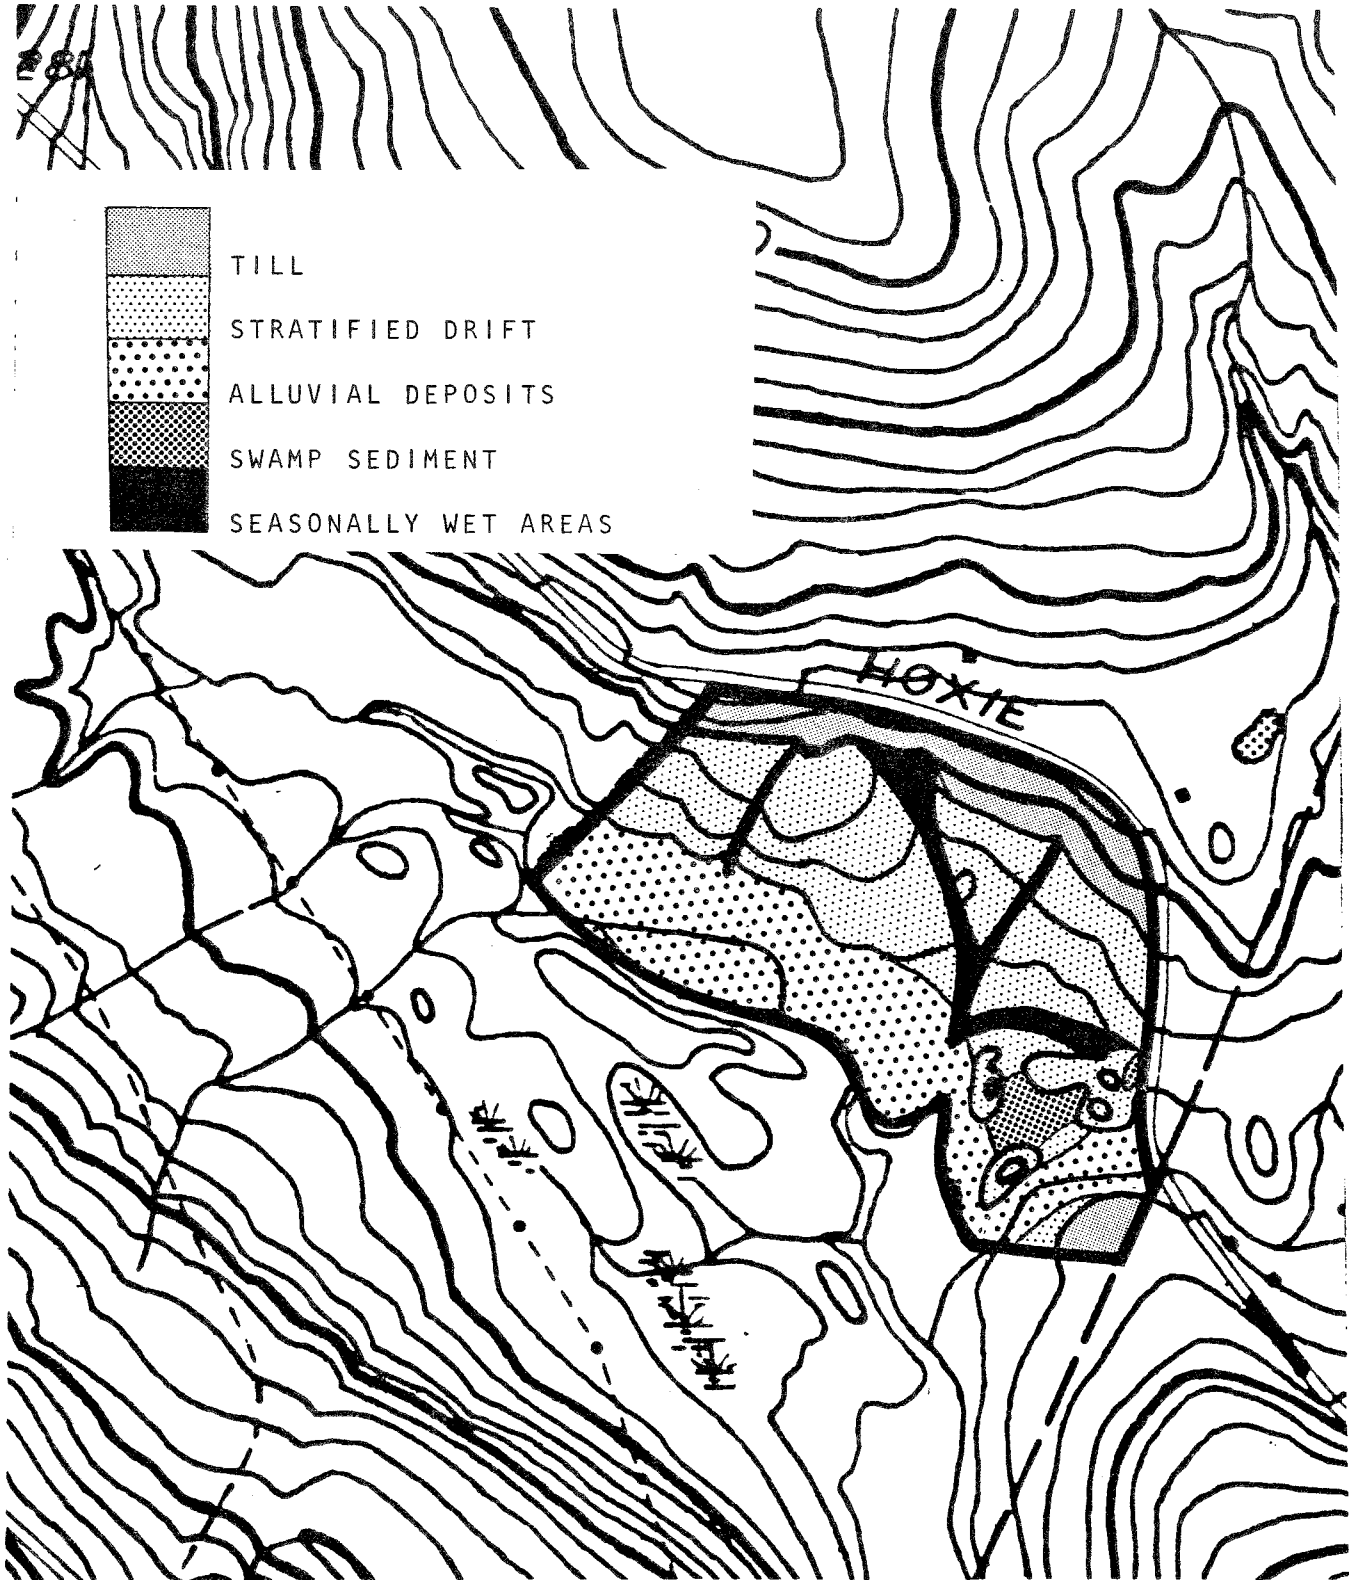 TILL
STRATIFIED DRIFT
ALLUVIAL DEPOSITS
SWAMP SEDIMENT
SEASONALLY WET AREAS
HOXIE